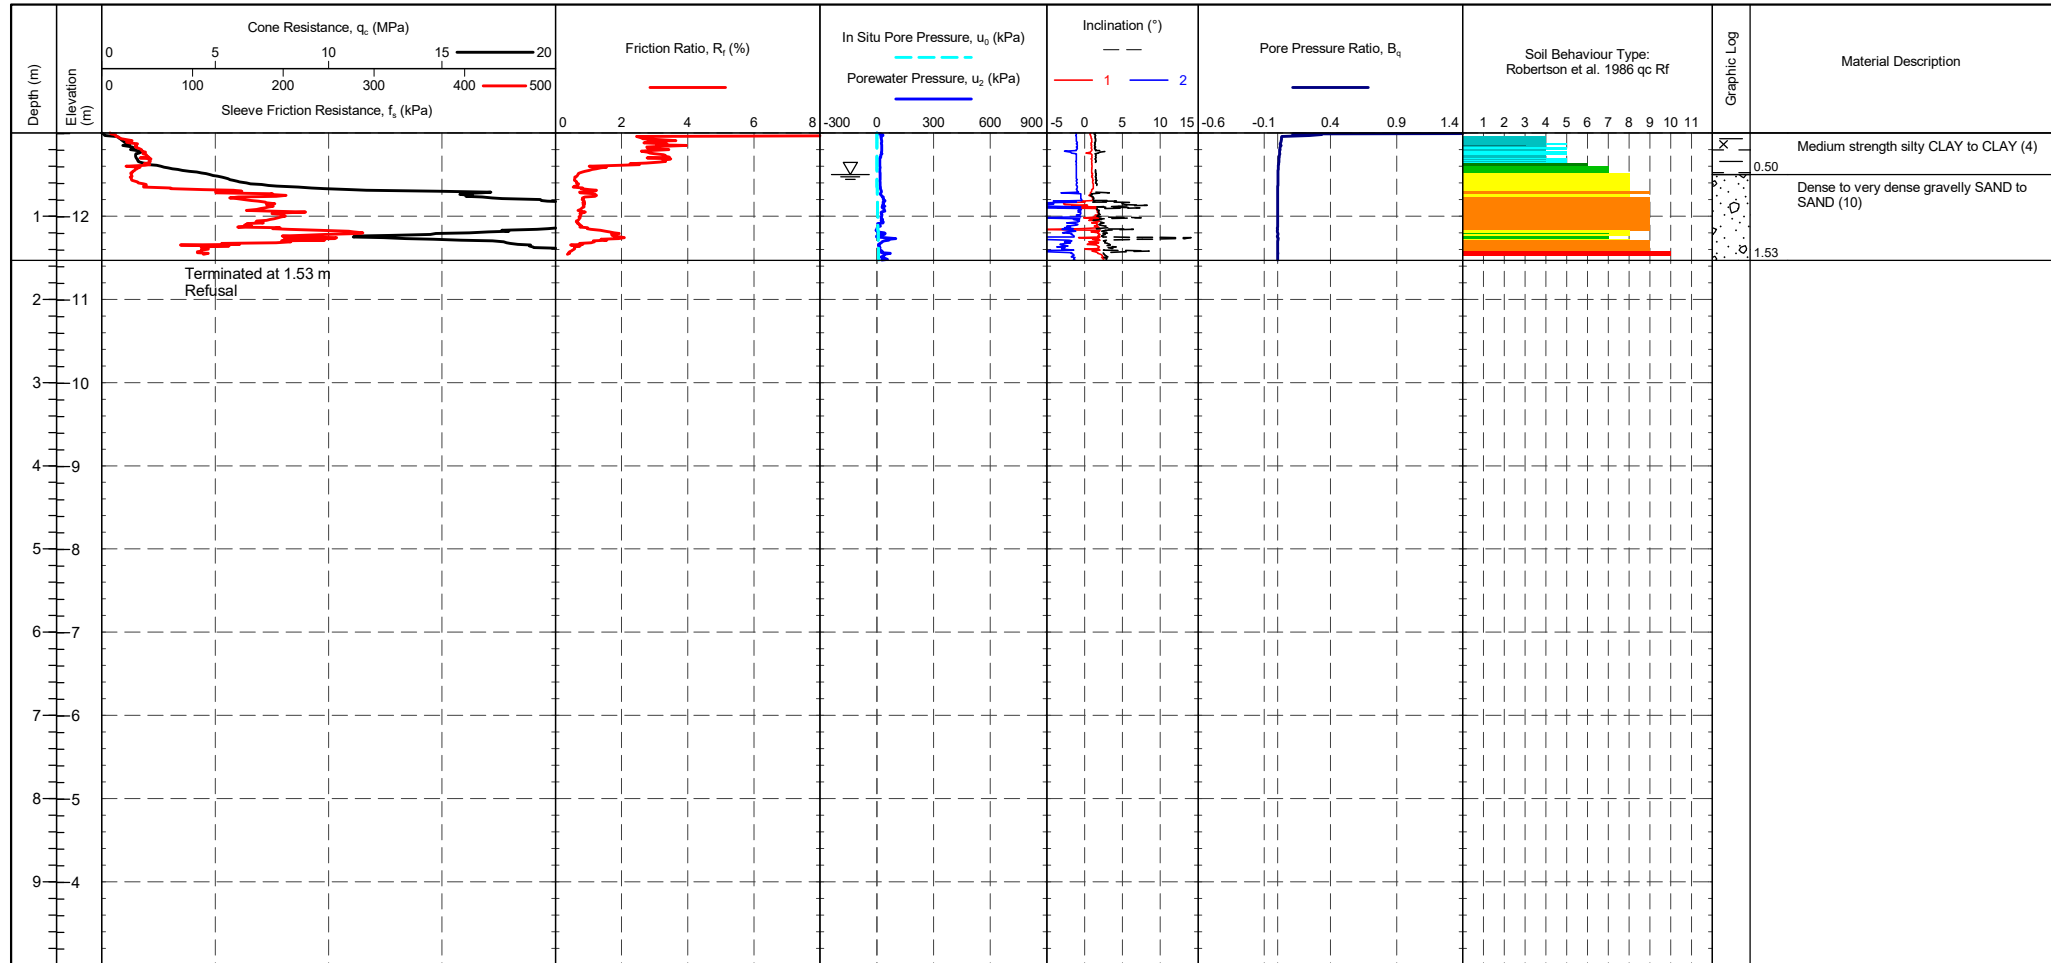 Depth (m)
Elevation (m)
Cone Resistance, qc (MPa)
0 5 10 15 20
100 200 300 400 500
Sleeve Friction Resistance, fs (kPa)
Friction Ratio, Rf (%)
0 2 4 6 8
In Situ Pore Pressure, u0 (kPa)
Porewater Pressure, u2 (kPa)
-300 0 300 600 900
Inclination (°)
1 2
-5 0 5 10 15
Pore Pressure Ratio, Bq
-0.6 -0.1 0.4 0.9 1.4
Soil Behaviour Type:
Robertson et al. 1986 qc Rf
1 2 3 4 5 6 7 8 9 10 11
Graphic Log
Material Description
Medium strength silty CLAY to CLAY (4)
0.50
Dense to very dense gravelly SAND to
SAND (10)
1.53
Terminated at 1.53 m
Refusal
1 12
2 11
3 10
4 9
5 8
6 7
7 6
8 5
9 4